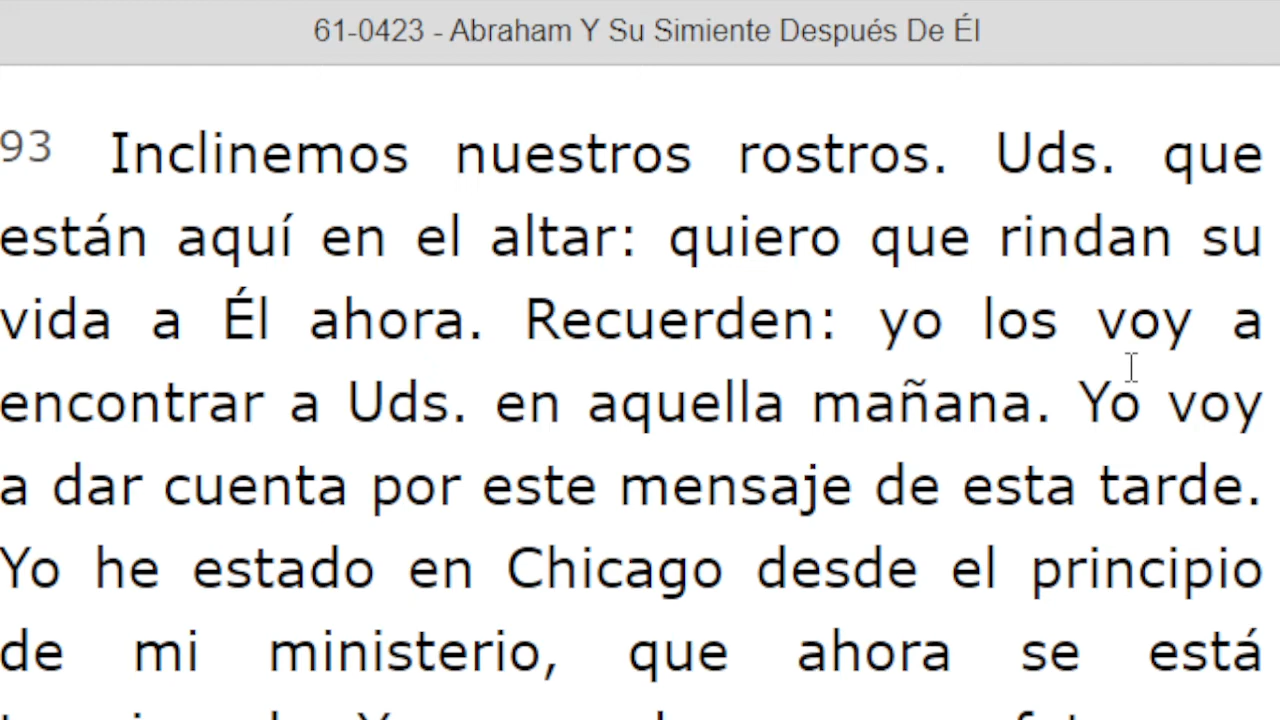 61-0423 - Abraham Y Su Simiente Después De Él
93 Inclinemos nuestros rostros. Uds. que
están aquí en el altar: quiero que rindan su
vida a Él ahora. Recuerden: yo los voy a
encontrar a Uds. en aquella mañana. Yo voy
a dar cuenta por este mensaje de esta tarde.
Yo he estado en Chicago desde el principio
de mi ministerio, que ahora se está